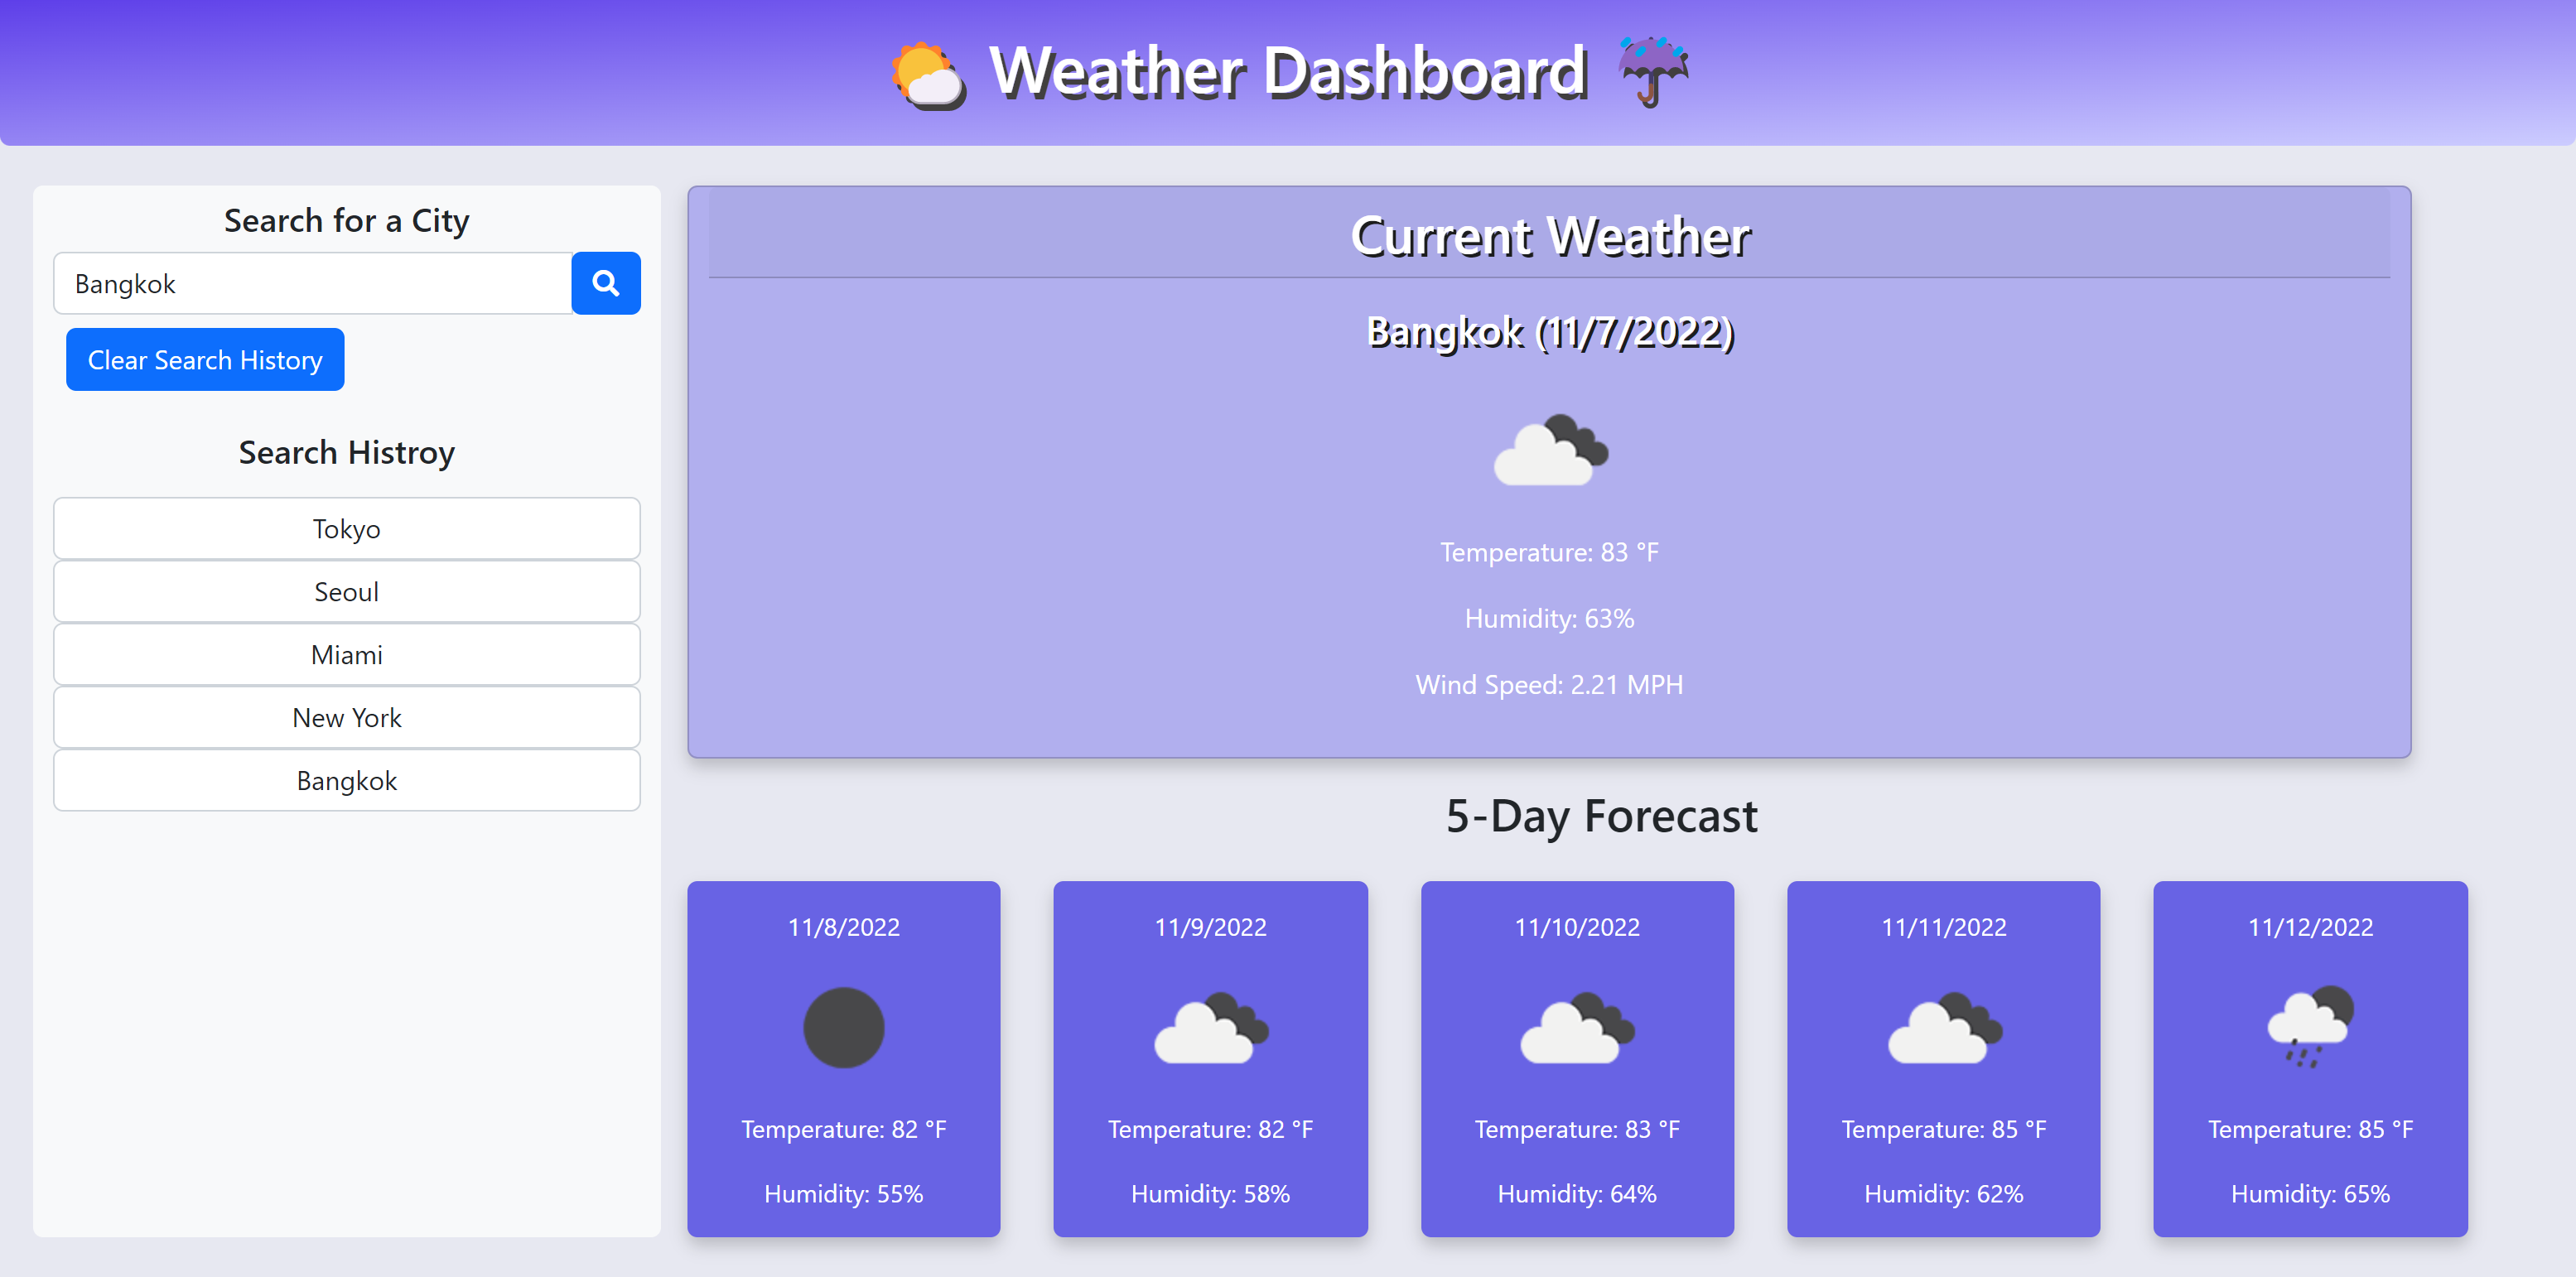 Weather Dashboard
Search for a City
Bangkok
Clear Search History
Search Histroy
Tokyo
Seoul
Miami
New York
Bangkok
Current Weather
Bangkok (11/7/2022)
Temperature: 83 °F
Humidity: 63%
Wind Speed: 2.21 MPH
5-Day Forecast
11/8/2022
Temperature: 82 °F
Humidity: 55%
11/9/2022
Temperature: 82 °F
Humidity: 58%
11/10/2022
Temperature: 83 °F
Humidity: 64%
11/11/2022
Temperature: 85 °F
Humidity: 62%
11/12/2022
Temperature: 85 °F
Humidity: 65%